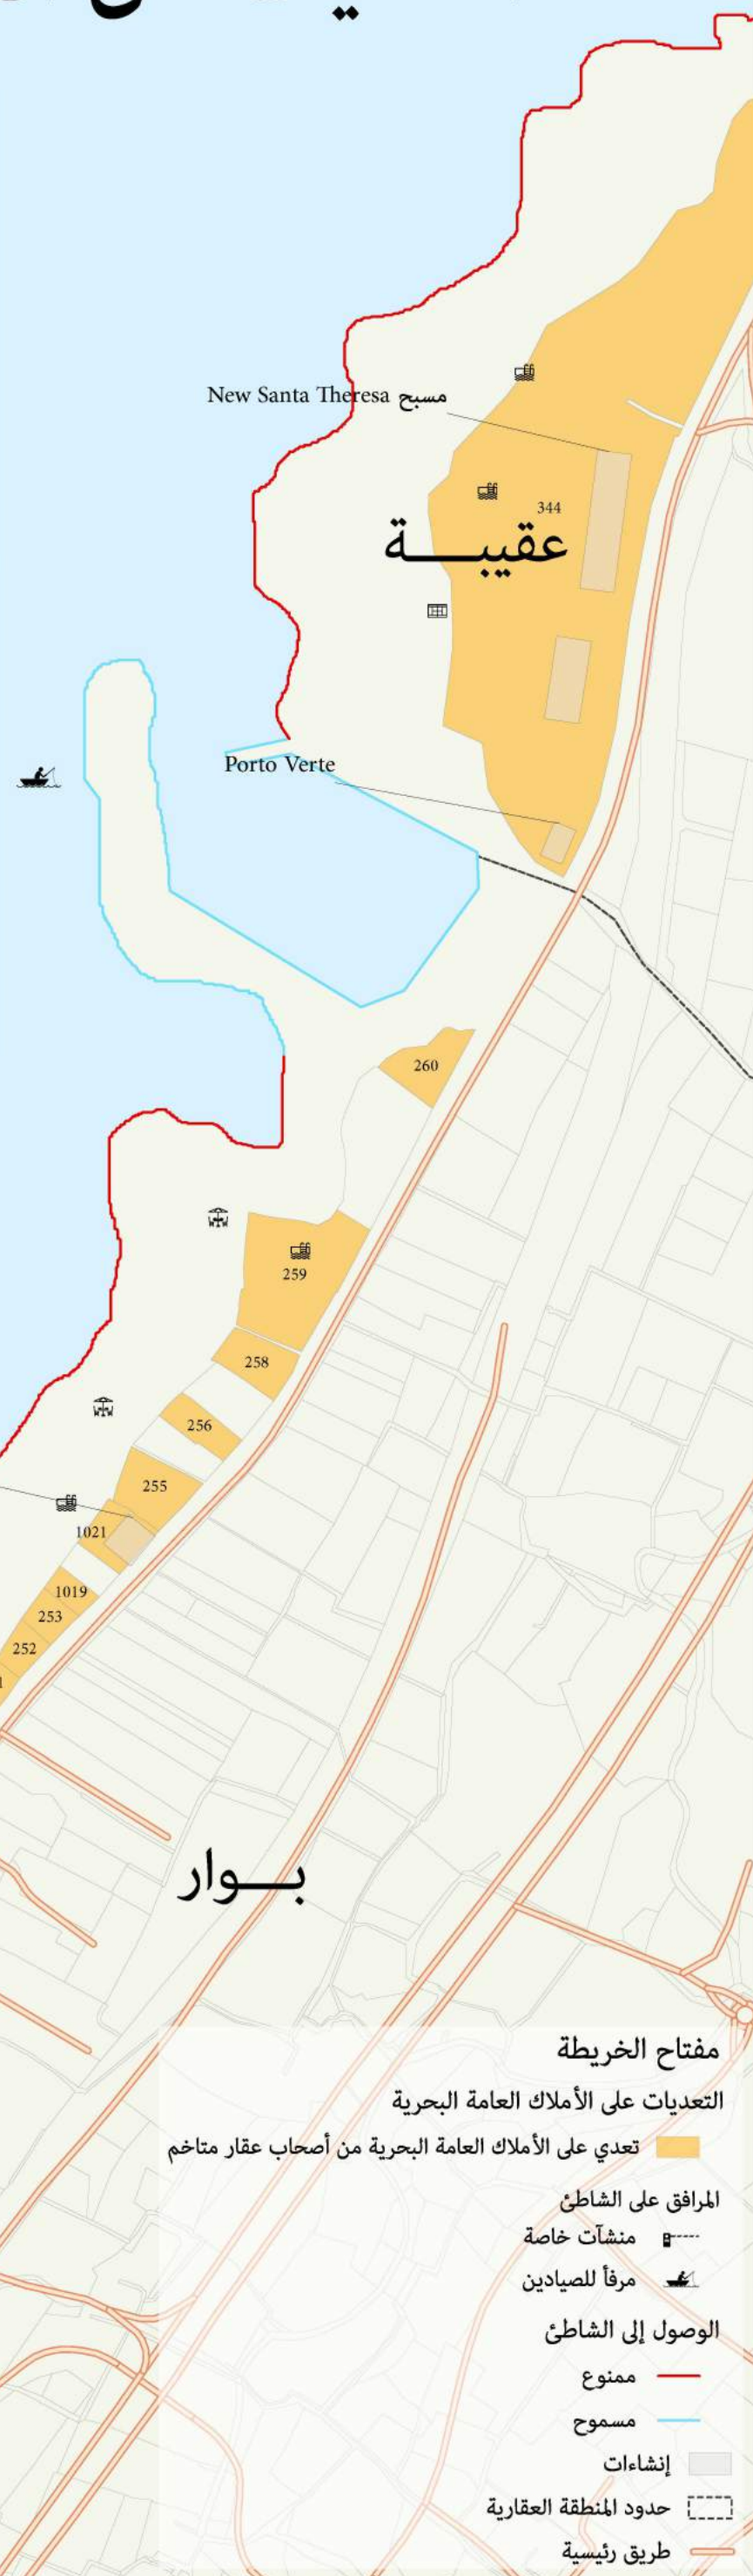 New Santa Theresa مسبح
344
عقيبة
Porto Verte
260
259
258
256
255
1021
1019
253
252
بوار
مفتاح الخريطة
التعديات على الأملاك العامة البحرية
تعدي على الأملاك العامة البحرية من أصحاب عقار متاخم
المرافق على الشاطئ
منشآت خاصة
مرفأ للصيادين
الوصول إلى الشاطئ
ممنوع
مسموح
إنشاءات
حدود المنطقة العقارية
طريق رئيسية